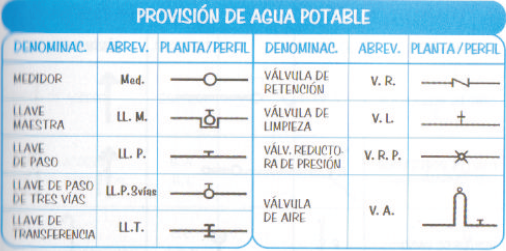 PROVISIÓN DE AGUA POTABLE
DENOMINAC. ABREV. PLANTA/PERFIL DENOMINAC. ABREV. PLANTA/PERFIL
MEDIDOR Med.
LLAVE
MAESTRA
LL. M.
LLAVE
DE PASO
LL. P.
LLAVE DE PASO
DE TRES VÍAS
LL.P.3vías
LLAVE DE
TRANSFERENCIA
LL.T.
VÁLVULA DE
RETENCIÓN
V. R.
VÁLVULA DE
LIMPIEZA
V. L.
VÁLV. REDUCTO-
RA DE PRESIÓN
V. R. P.
VÁLVULA
DE AIRE
V. A.